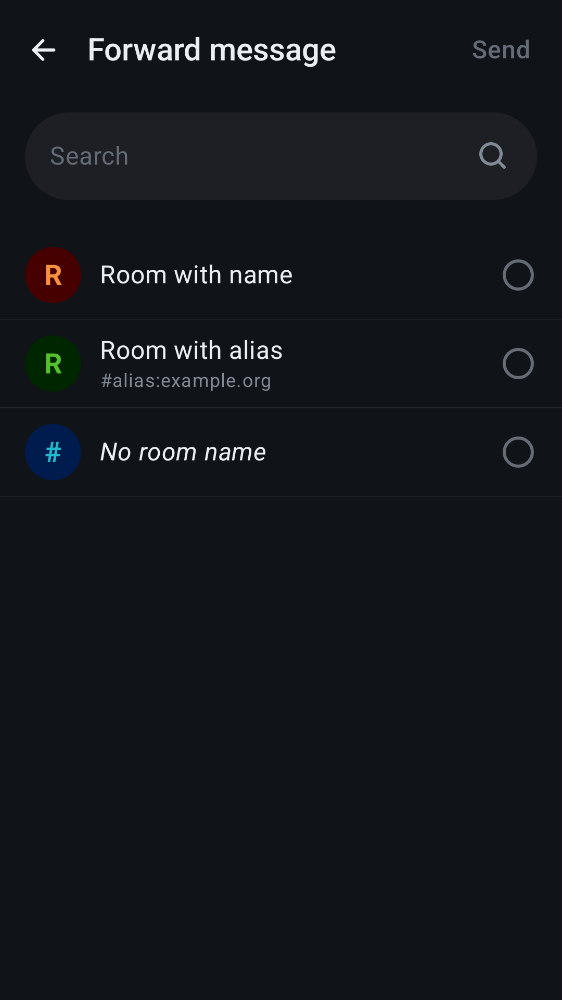 Forward message
Send
Search
R
Room with name
R
Room with alias
#alias:example.org
#
No room name